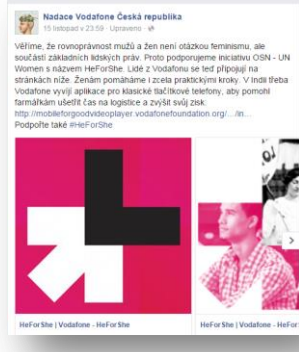 Nadace Vodafone Česká republika
15 listopad v 23:59 · Upraveno ·
Věříme, že rovnoprávnost mužů a žen není otázkou feminismu, ale
součástí základních lidských práv. Proto podporujeme iniciativu OSN - UN
Women s názvem HeForShe. Lidé z Vodafonu se teď připojují na
stránkách níže. Ženám pomáháme i zcela praktickými kroky. V Indii třeba
Vodafone vyvíjí aplikace pro klasické tlačítkové telefony, aby pomohl
farmářkám ušetřit čas na logistice a zvýšit svůj zisk:
http://mobileforgoodvideoplayer.vodafonefoundation.org/.../in...
Podpořte také #HeForShe
HeForShe | Vodafone - HeForShe
HeForShe | Vodafone - HeFor